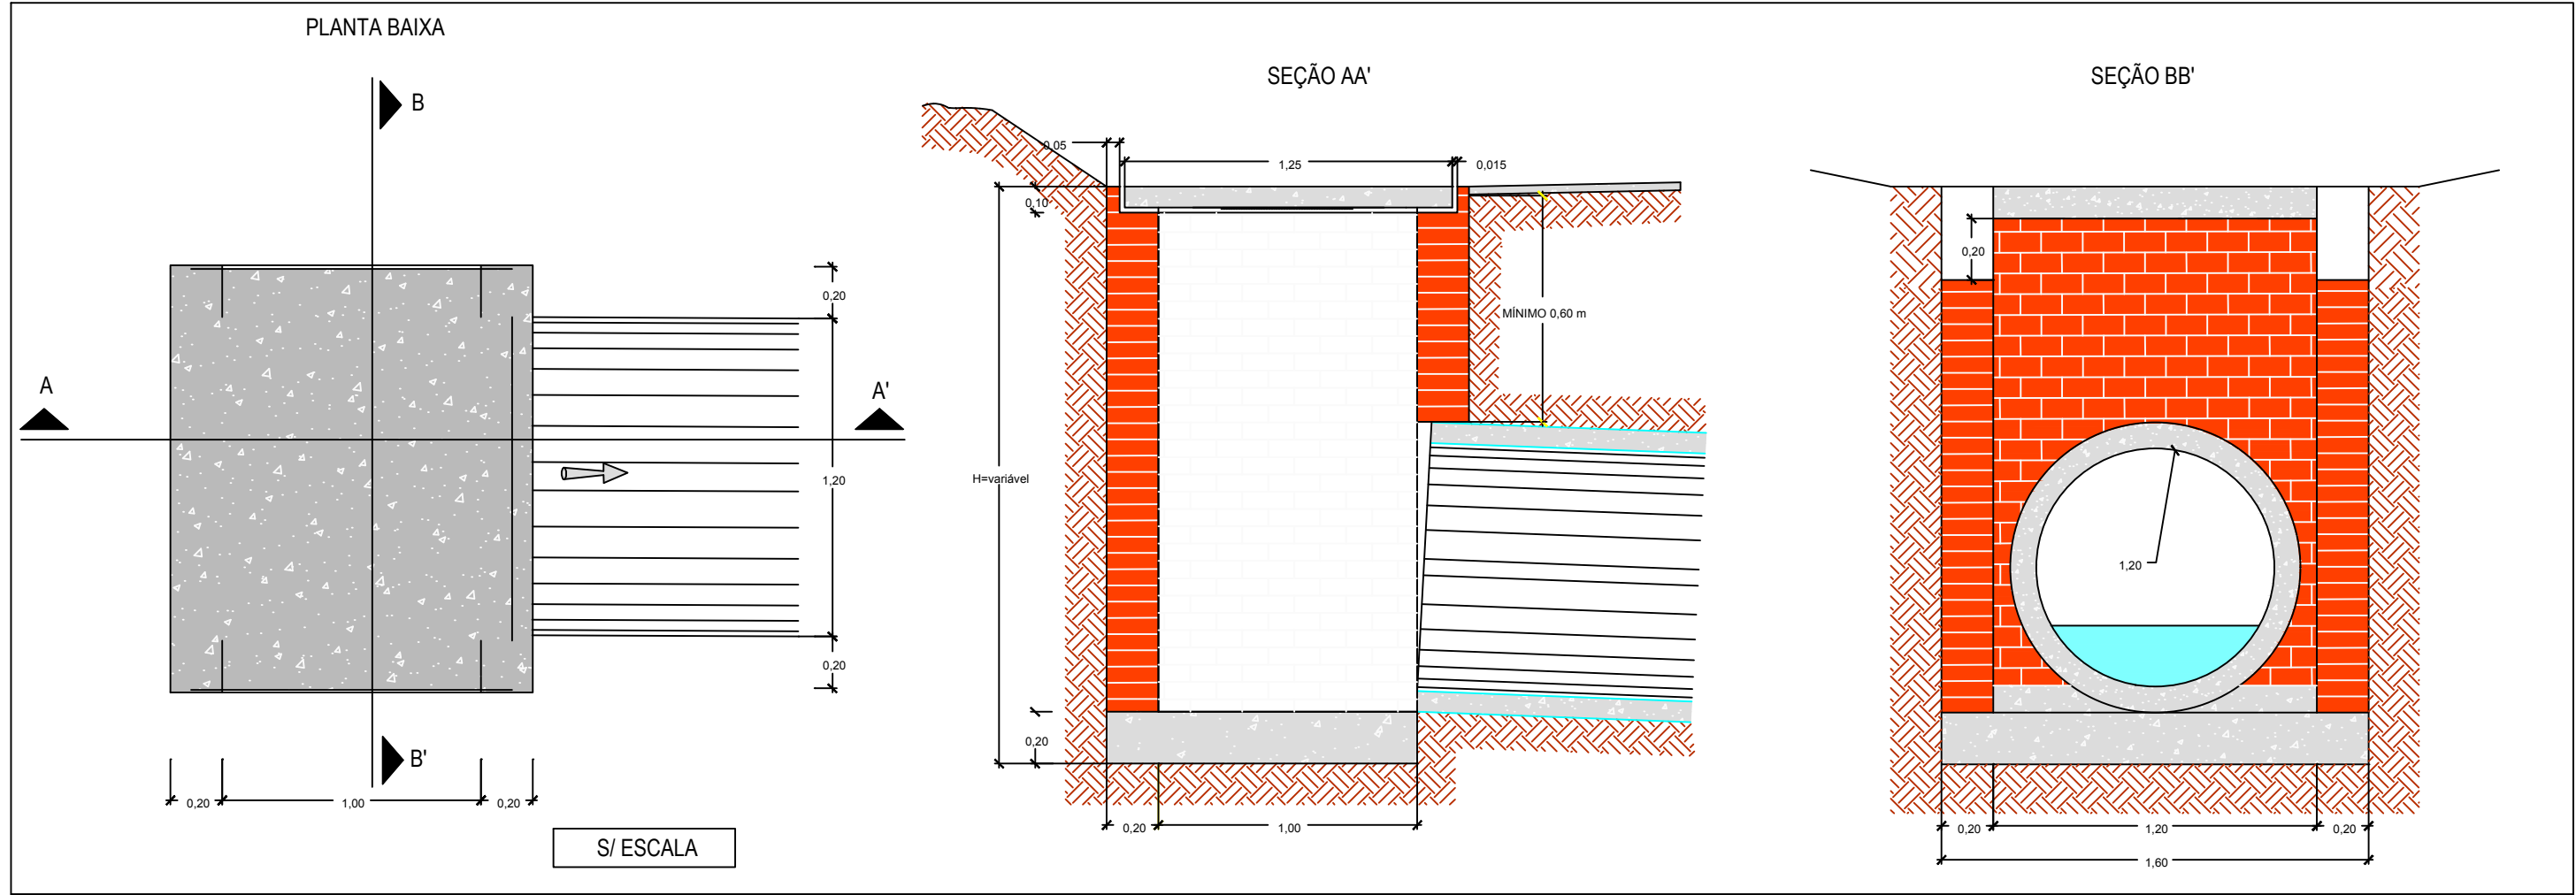 PLANTA BAIXA
B
A
A'
0,20
1,20
0,20
B'
0,20
1,00
0,20
S/ ESCALA
SEÇÃO AA'
0,05
1,25
0,015
0,10
MÍNIMO 0,60 m
H=variável
0,20
0,20
1,00
SEÇÃO BB'
0,20
1,20
0,20
1,20
0,20
1,60